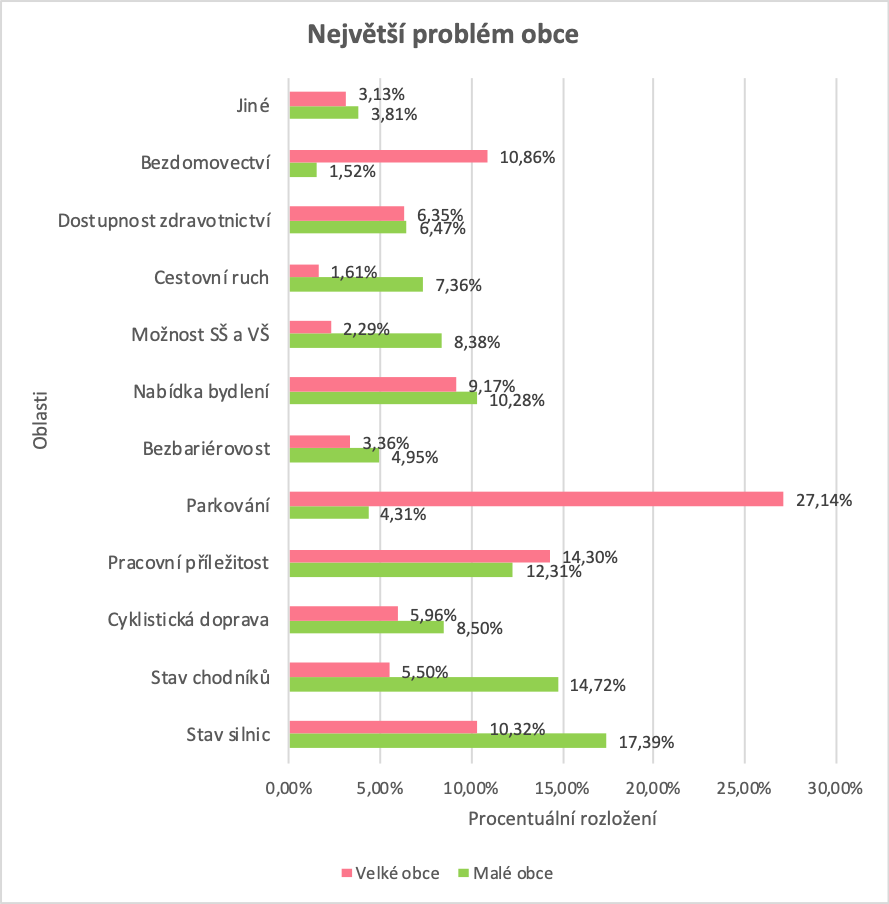 Největší problém obce
Jiné
3,13%
3,81%
Bezdomovectví
10,86%
1,52%
Dostupnost zdravotnictví
6,35%
6,47%
Cestovní ruch
1,61%
7,36%
Možnost SŠ a VŠ
2,29%
8,38%
Nabídka bydlení
9,17%
10,28%
Bezbariérovost
3,36%
4,95%
Parkování
27,14%
4,31%
Pracovní příležitost
14,30%
12,31%
Cyklistická doprava
5,96%
8,50%
Stav chodníků
5,50%
14,72%
Stav silnic
10,32%
17,39%
Oblasti
0,00% 5,00% 10,00% 15,00% 20,00% 25,00% 30,00%
Procentuální rozložení
Velké obce Malé obce